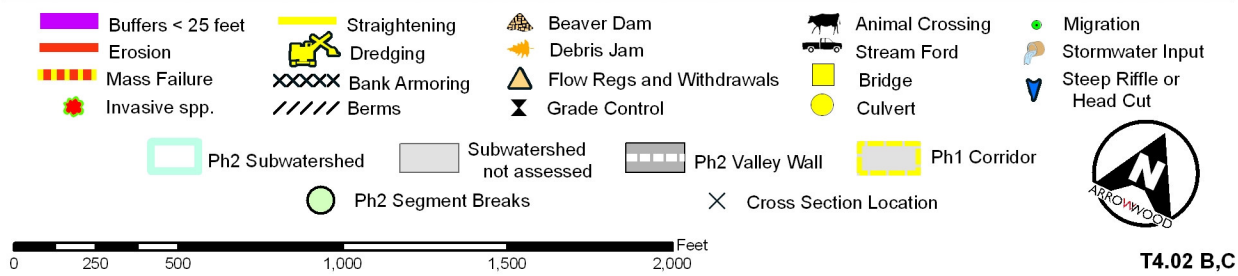 Buffers < 25 feet
Erosion
Mass Failure
Invasive spp.
Straightening
Dredging
Bank Armoring
Berms
Beaver Dam
Debris Jam
Flow Regs and Withdrawals
Grade Control
Animal Crossing
Stream Ford
Bridge
Culvert
Migration
Stormwater Input
Steep Riffle or
Head Cut
Ph2 Subwatershed
Subwatershed
not assessed
Ph2 Valley Wall
Ph1 Corridor
Ph2 Segment Breaks
Cross Section Location
N
ARROWWOOD
Feet
0 250 500 1,000 1,500 2,000
T4.02 B,C